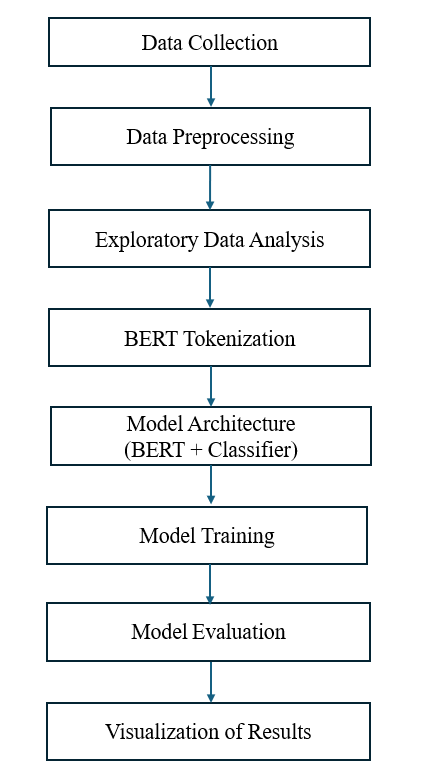 Data Collection
Data Preprocessing
Exploratory Data Analysis
BERT Tokenization
Model Architecture
(BERT + Classifier)
Model Training
Model Evaluation
Visualization of Results